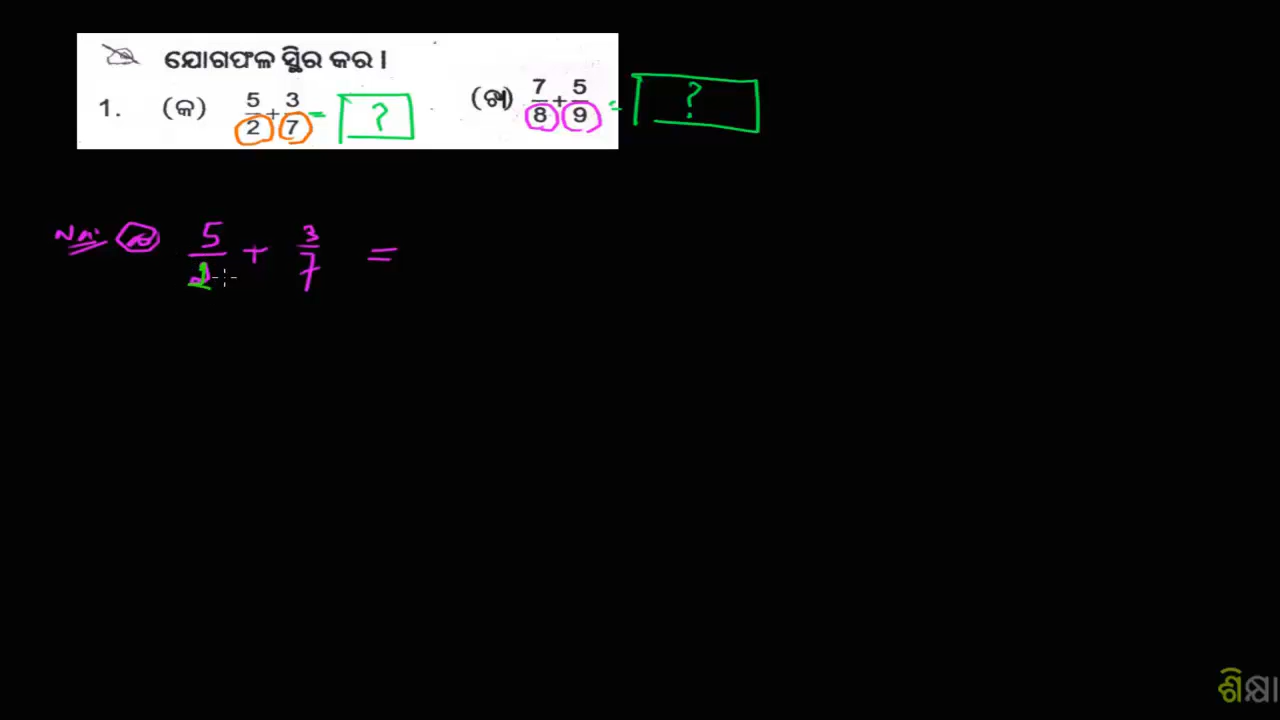 ଯୋଗଫଳ ସ୍ଥିର କର।
1. (କ) 5/2 + 3/7 = ? (ଖ) 7/8 + 5/9 = ?
5/2 + 3/7 =
ଶିକ୍ଷା